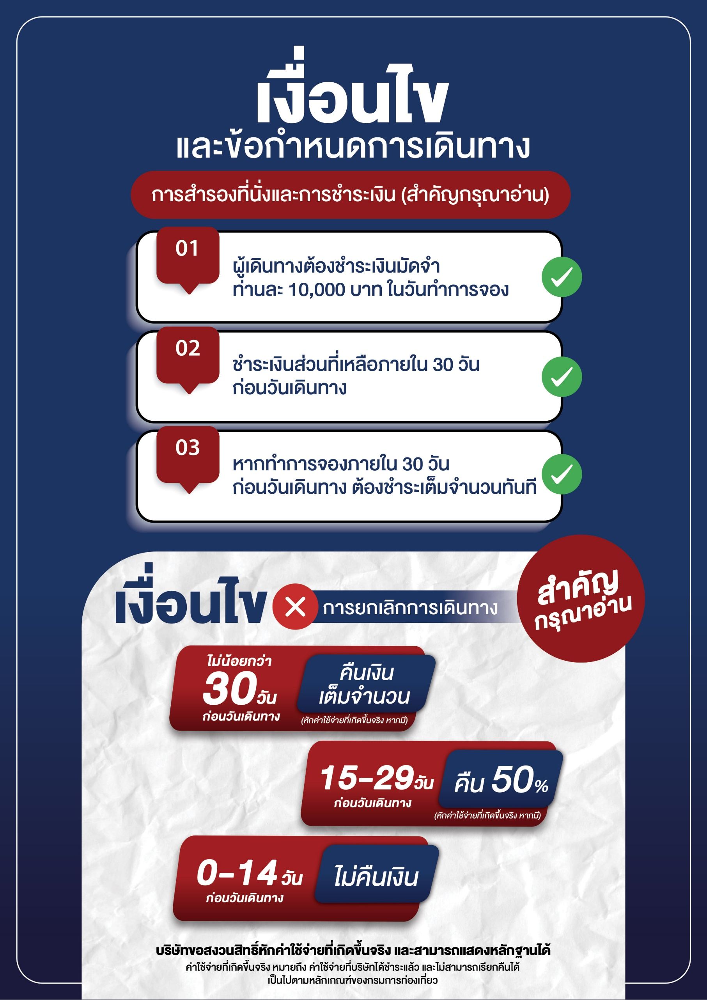 เงื่อนไข
และข้อกำหนดการเดินทาง
การสำรองที่นั่งและการชำระเงิน (สำคัญกรุณาอ่าน)
01
ผู้เดินทางต้องชำระเงินมัดจำ
ท่านละ 10,000 บาท ในวันทำการจอง
02
ชำระเงินส่วนที่เหลือภายใน 30 วัน
ก่อนวันเดินทาง
03
หากทำการจองภายใน 30 วัน
ก่อนวันเดินทาง ต้องชำระเต็มจำนวนทันที
เงื่อนไข
การยกเลิกการเดินทาง
สำคัญ
กรุณาอ่าน
ไม่น้อยกว่า
30 วัน
ก่อนวันเดินทาง
คืนเงิน
เต็มจำนวน
(หักค่าใช้จ่ายที่เกิดขึ้นจริง หากมี)
15-29 วัน
ก่อนวันเดินทาง
คืน 50%
(หักค่าใช้จ่ายที่เกิดขึ้นจริง หากมี)
0-14 วัน
ก่อนวันเดินทาง
ไม่คืนเงิน
บริษัทขอสงวนสิทธิ์หักค่าใช้จ่ายที่เกิดขึ้นจริง และสามารถแสดงหลักฐานได้
ค่าใช้จ่ายที่เกิดขึ้นจริง หมายถึง ค่าใช้จ่ายที่บริษัทได้ชำระแล้ว และไม่สามารถเรียกคืนได้
เป็นไปตามหลักเกณฑ์ของกรมการท่องเที่ยว